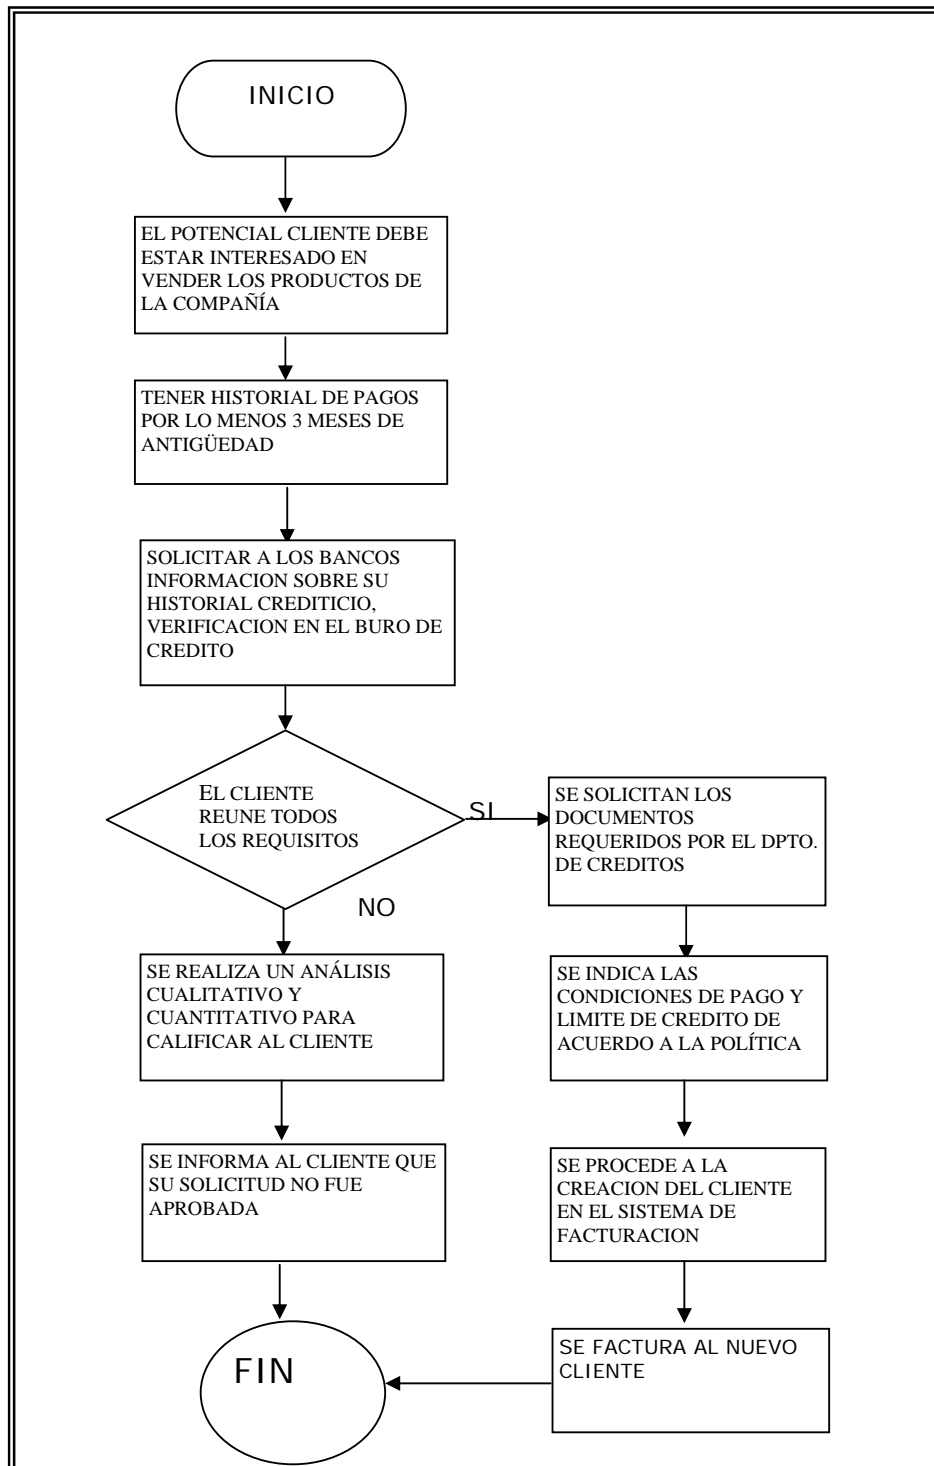 INICIO
EL POTENCIAL CLIENTE DEBE
ESTAR INTERESADO EN
VENDER LOS PRODUCTOS DE
LA COMPAÑÍA
TENER HISTORIAL DE PAGOS
POR LO MENOS 3 MESES DE
ANTIGÜEDAD
SOLICITAR A LOS BANCOS
INFORMACION SOBRE SU
HISTORIAL CREDITICIO,
VERIFICACION EN EL BURO DE
CREDITO
EL CLIENTE
REUNE TODOS
LOS REQUISITOS
SI
SE SOLICITAN LOS
DOCUMENTOS
REQUERIDOS POR EL DPTO.
DE CREDITOS
NO
SE REALIZA UN ANÁLISIS
CUALITATIVO Y
CUANTITATIVO PARA
CALIFICAR AL CLIENTE
SE INDICA LAS
CONDICIONES DE PAGO Y
LIMITE DE CREDITO DE
ACUERDO A LA POLÍTICA
SE INFORMA AL CLIENTE QUE
SU SOLICITUD NO FUE
APROBADA
SE PROCEDE A LA
CREACION DEL CLIENTE
EN EL SISTEMA DE
FACTURACION
FIN
SE FACTURA AL NUEVO
CLIENTE